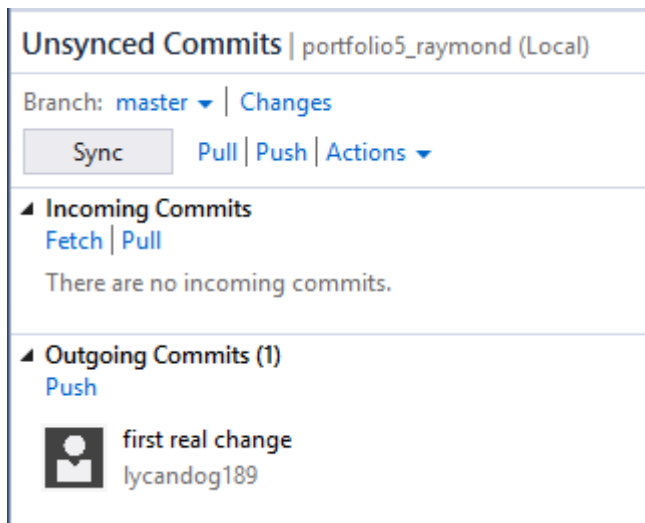 Unsynced Commits | portfolio5_raymond (Local)
Branch: master | Changes
Sync Pull | Push | Actions
Incoming Commits
Fetch | Pull
There are no incoming commits.
Outgoing Commits (1)
Push
first real change
lycandog189